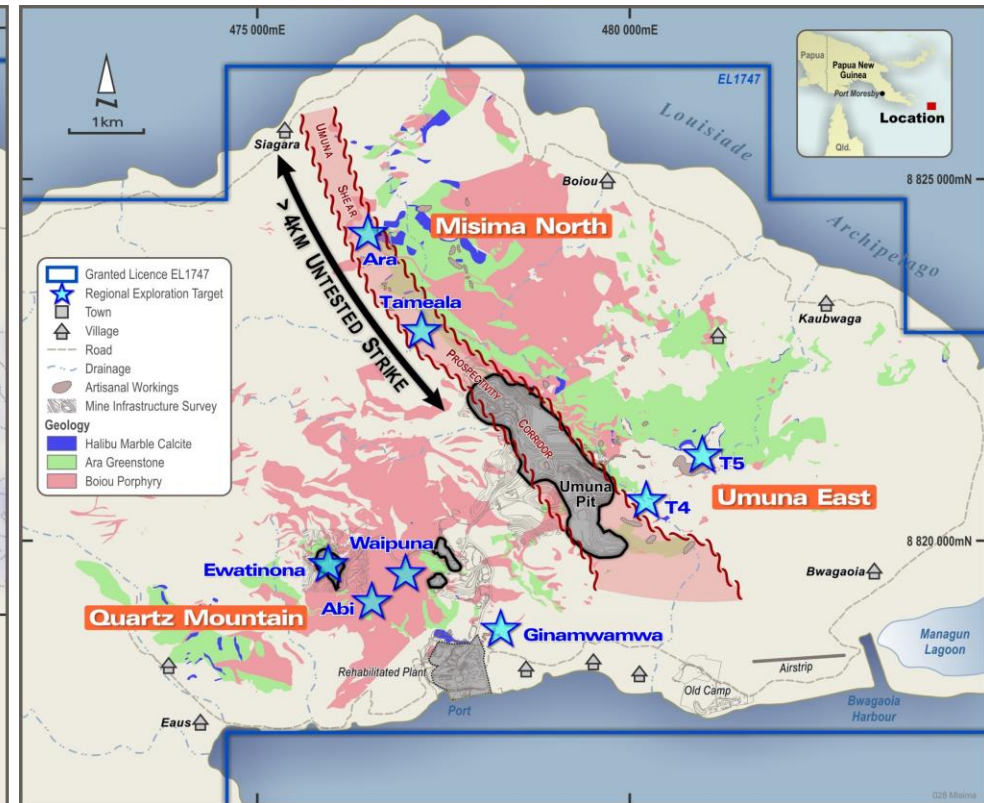 475 000mE
480 000mE
EL1747
Papua
Papua New
Guinea
Port Moresby
Location
Qld.
N
1km
Siagara
UMUNA
SHEAR
Louisiade
Archipelago
Boiou
8 825 000mN
Misima North
Ara
> 4KM UNTESTED STRIKE
Tameala
PROSPECTIVITY
CORRIDOR
Kaubwaga
Granted Licence EL1747
Regional Exploration Target
Town
Village
Road
Drainage
Artisanal Workings
Mine Infrastructure Survey
Geology
Halibu Marble Calcite
Ara Greenstone
Boiou Porphyry
T5
Umuna
Pit
Umuna East
T4
Waipuna
8 820 000mN
Ewatinona
Abi
Bwagaoia
Quartz Mountain
Ginamwamwa
Managun
Lagoon
Rehabilitated Plant
Airstrip
Old Camp
Port
Bwagaoia
Harbour
Eaus
028 Misima